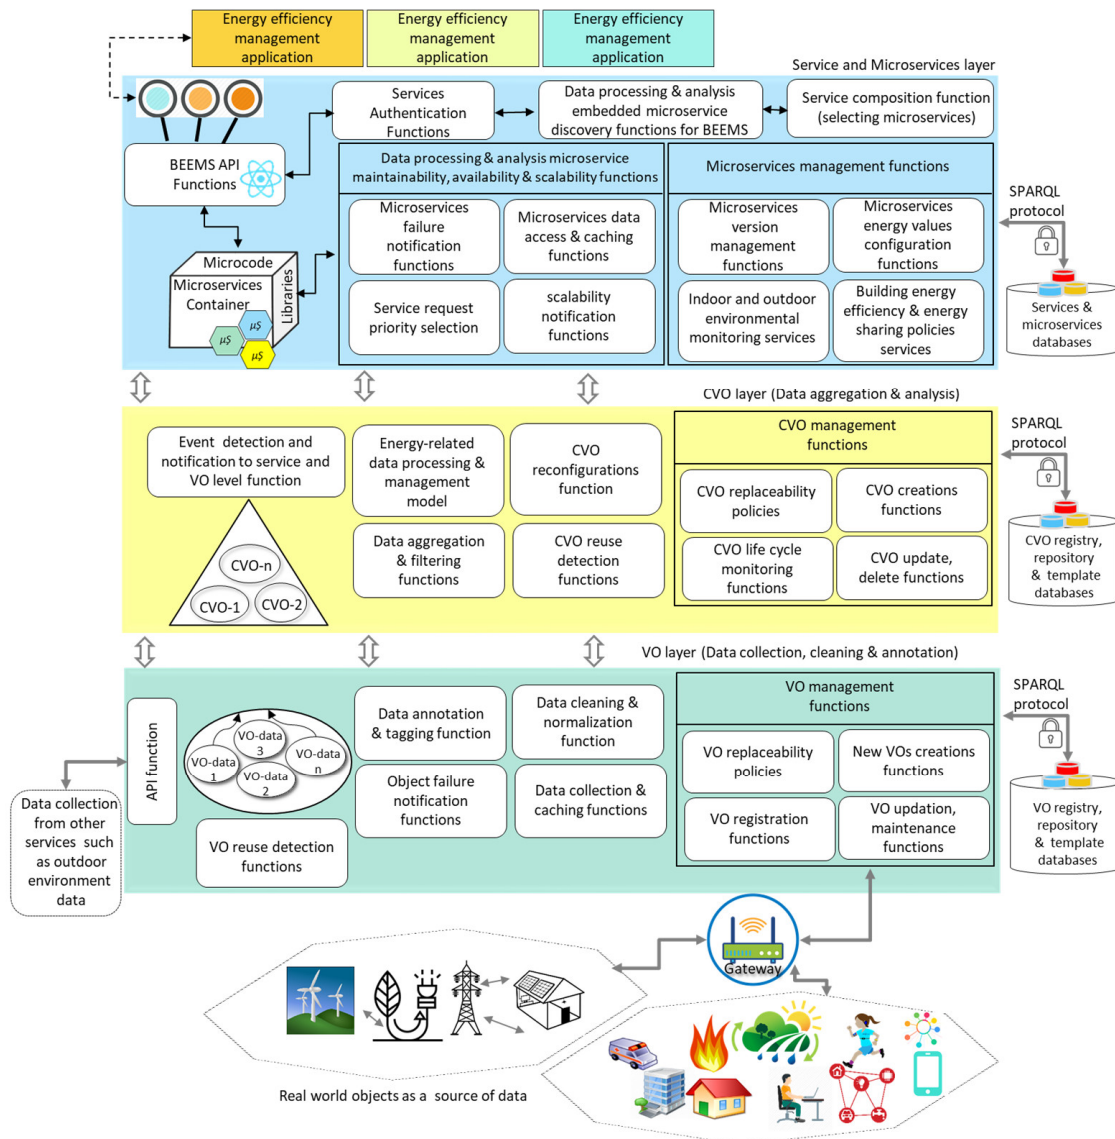 Energy efficiency
management
application
Energy efficiency
management
application
Energy efficiency
management
application
Service and Microservices layer
Services
Authentication
Functions
Data processing & analysis
embedded microservice
discovery functions for BEEMS
Service composition function
(selecting microservices)
BEEMS API
Functions
Data processing & analysis microservice
maintainability, availability & scalability functions
Microservices
failure
notification
functions
Microservices data
access & caching
functions
Service request
priority selection
scalability
notification
functions
Microservices management functions
Microservices
version
management
functions
Microservices
energy values
configuration
functions
Indoor and outdoor
environmental
monitoring services
Building energy
efficiency & energy
sharing policies
services
Microcode
Microservices
Container
Libraries
µS
µS
µS
SPARQL
protocol
Services &
microservices
databases
CVO layer (Data aggregation & analysis)
Event detection and
notification to service and
VO level function
Energy-related
data processing &
management
model
CVO
reconfigurations
function
Data aggregation
& filtering
functions
CVO reuse
detection
functions
CVO-n
CVO-1
CVO-2
CVO management
functions
CVO replaceability
policies
CVO creations
functions
CVO life cycle
monitoring
functions
CVO update,
delete functions
SPARQL
protocol
CVO registry,
repository
& template
databases
VO layer (Data collection, cleaning & annotation)
API function
VO-data
3
VO-data
1
VO-data
n
VO-data
2
VO reuse detection
functions
Data annotation
& tagging function
Data cleaning &
normalization
function
Object failure
notification
functions
Data collection &
caching functions
VO management
functions
VO replaceability
policies
New VOs creations
functions
VO registration
functions
VO updation,
maintenance
functions
SPARQL
protocol
VO registry,
repository
& template
databases
Data collection
from other
services such
as outdoor
environment
data
Gateway
Real world objects as a source of data